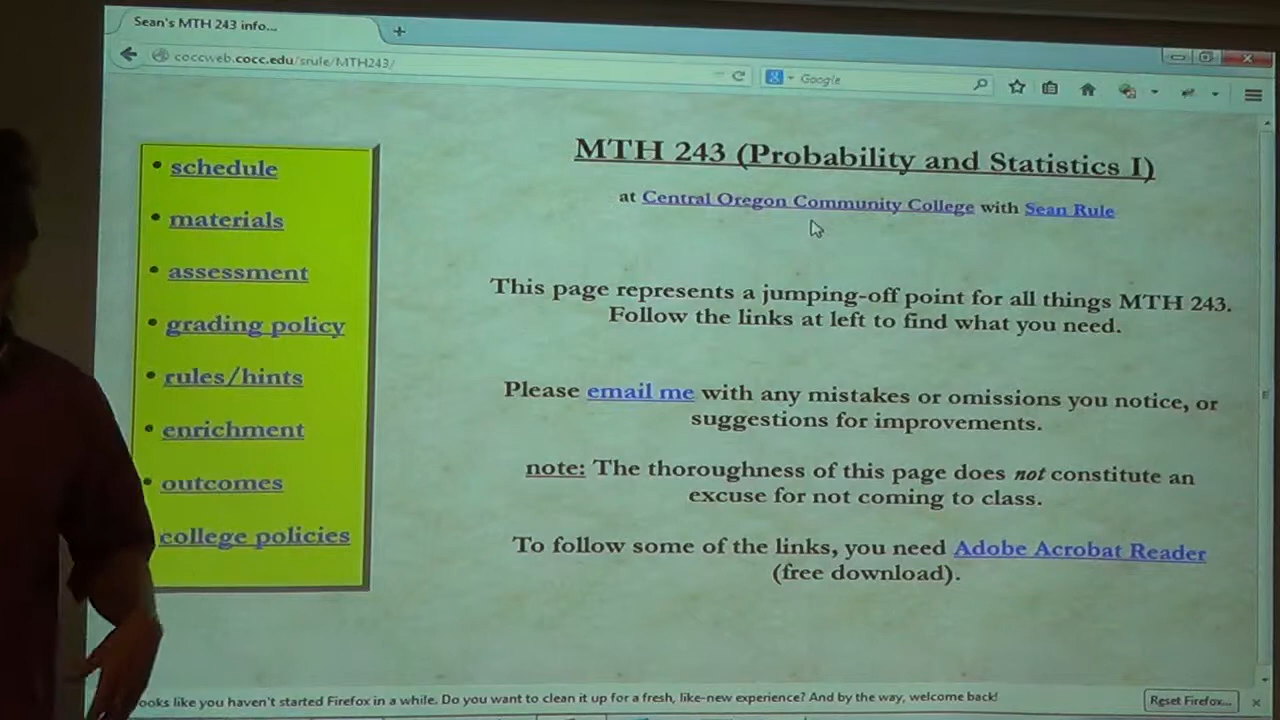 Sean's MTH 243 info...
coccweb.cocc.edu/srule/MTH243/
Google
schedule
materials
assessment
grading policy
rules/hints
enrichment
outcomes
college policies
MTH 243 (Probability and Statistics I)
at Central Oregon Community College with Sean Rule
This page represents a jumping-off point for all things MTH 243.
Follow the links at left to find what you need.
Please email me with any mistakes or omissions you notice, or
suggestions for improvements.
note: The thoroughness of this page does not constitute an
excuse for not coming to class.
To follow some of the links, you need Adobe Acrobat Reader
(free download).
ooks like you haven't started Firefox in a while. Do you want to clean it up for a fresh, like-new experience? And by the way, welcome back!
Reset Firefox...